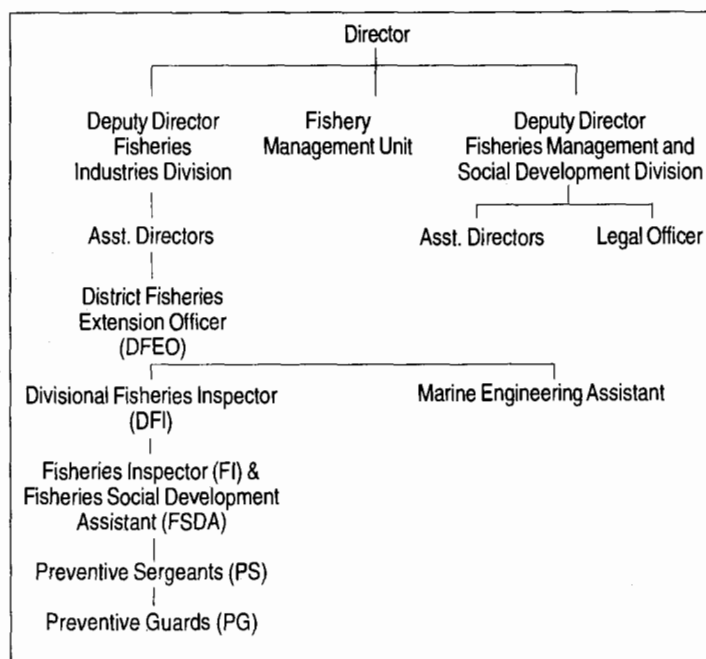 Director
Deputy Director
Fisheries
Industries Division
Fishery
Management Unit
Deputy Director
Fisheries Management and
Social Development Division
Asst. Directors
Asst. Directors
Legal Officer
District Fisheries
Extension Officer
(DFEO)
Divisional Fisheries Inspector
(DFI)
Marine Engineering Assistant
Fisheries Inspector (FI) &
Fisheries Social Development
Assistant (FSDA)
Preventive Sergeants (PS)
Preventive Guards (PG)